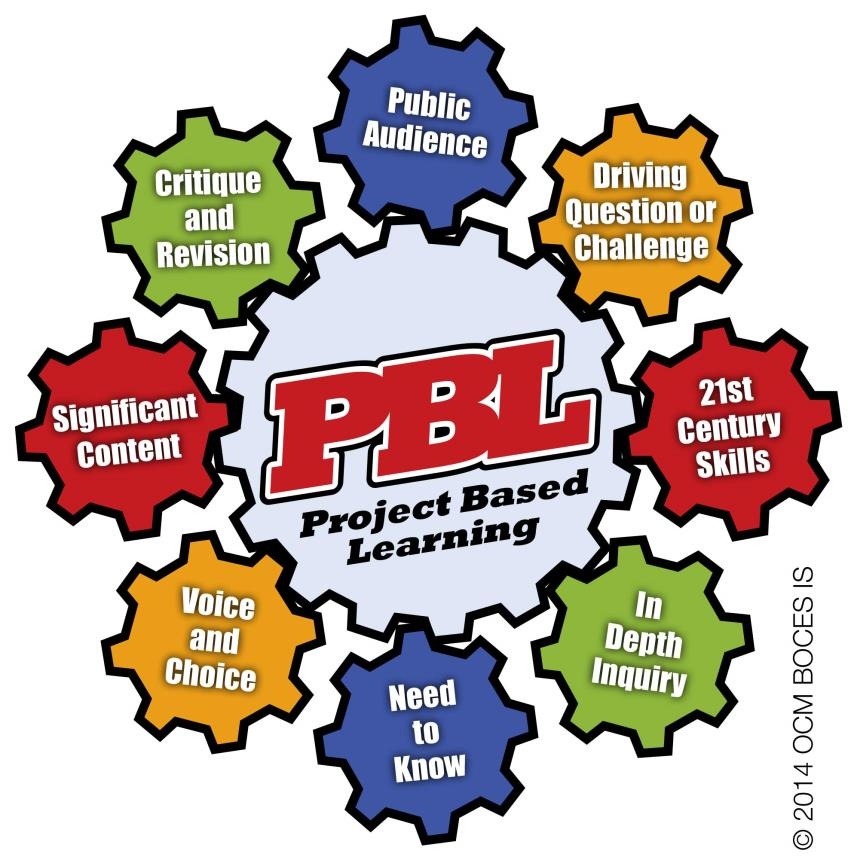 Public
Audience
Driving
Question or
Challenge
21st
Century
Skills
In
Depth
Inquiry
Need
to
Know
Voice
and
Choice
Significant
Content
Critique
and
Revision
PBL
Project Based
Learning
© 2014 OCM BOCES IS